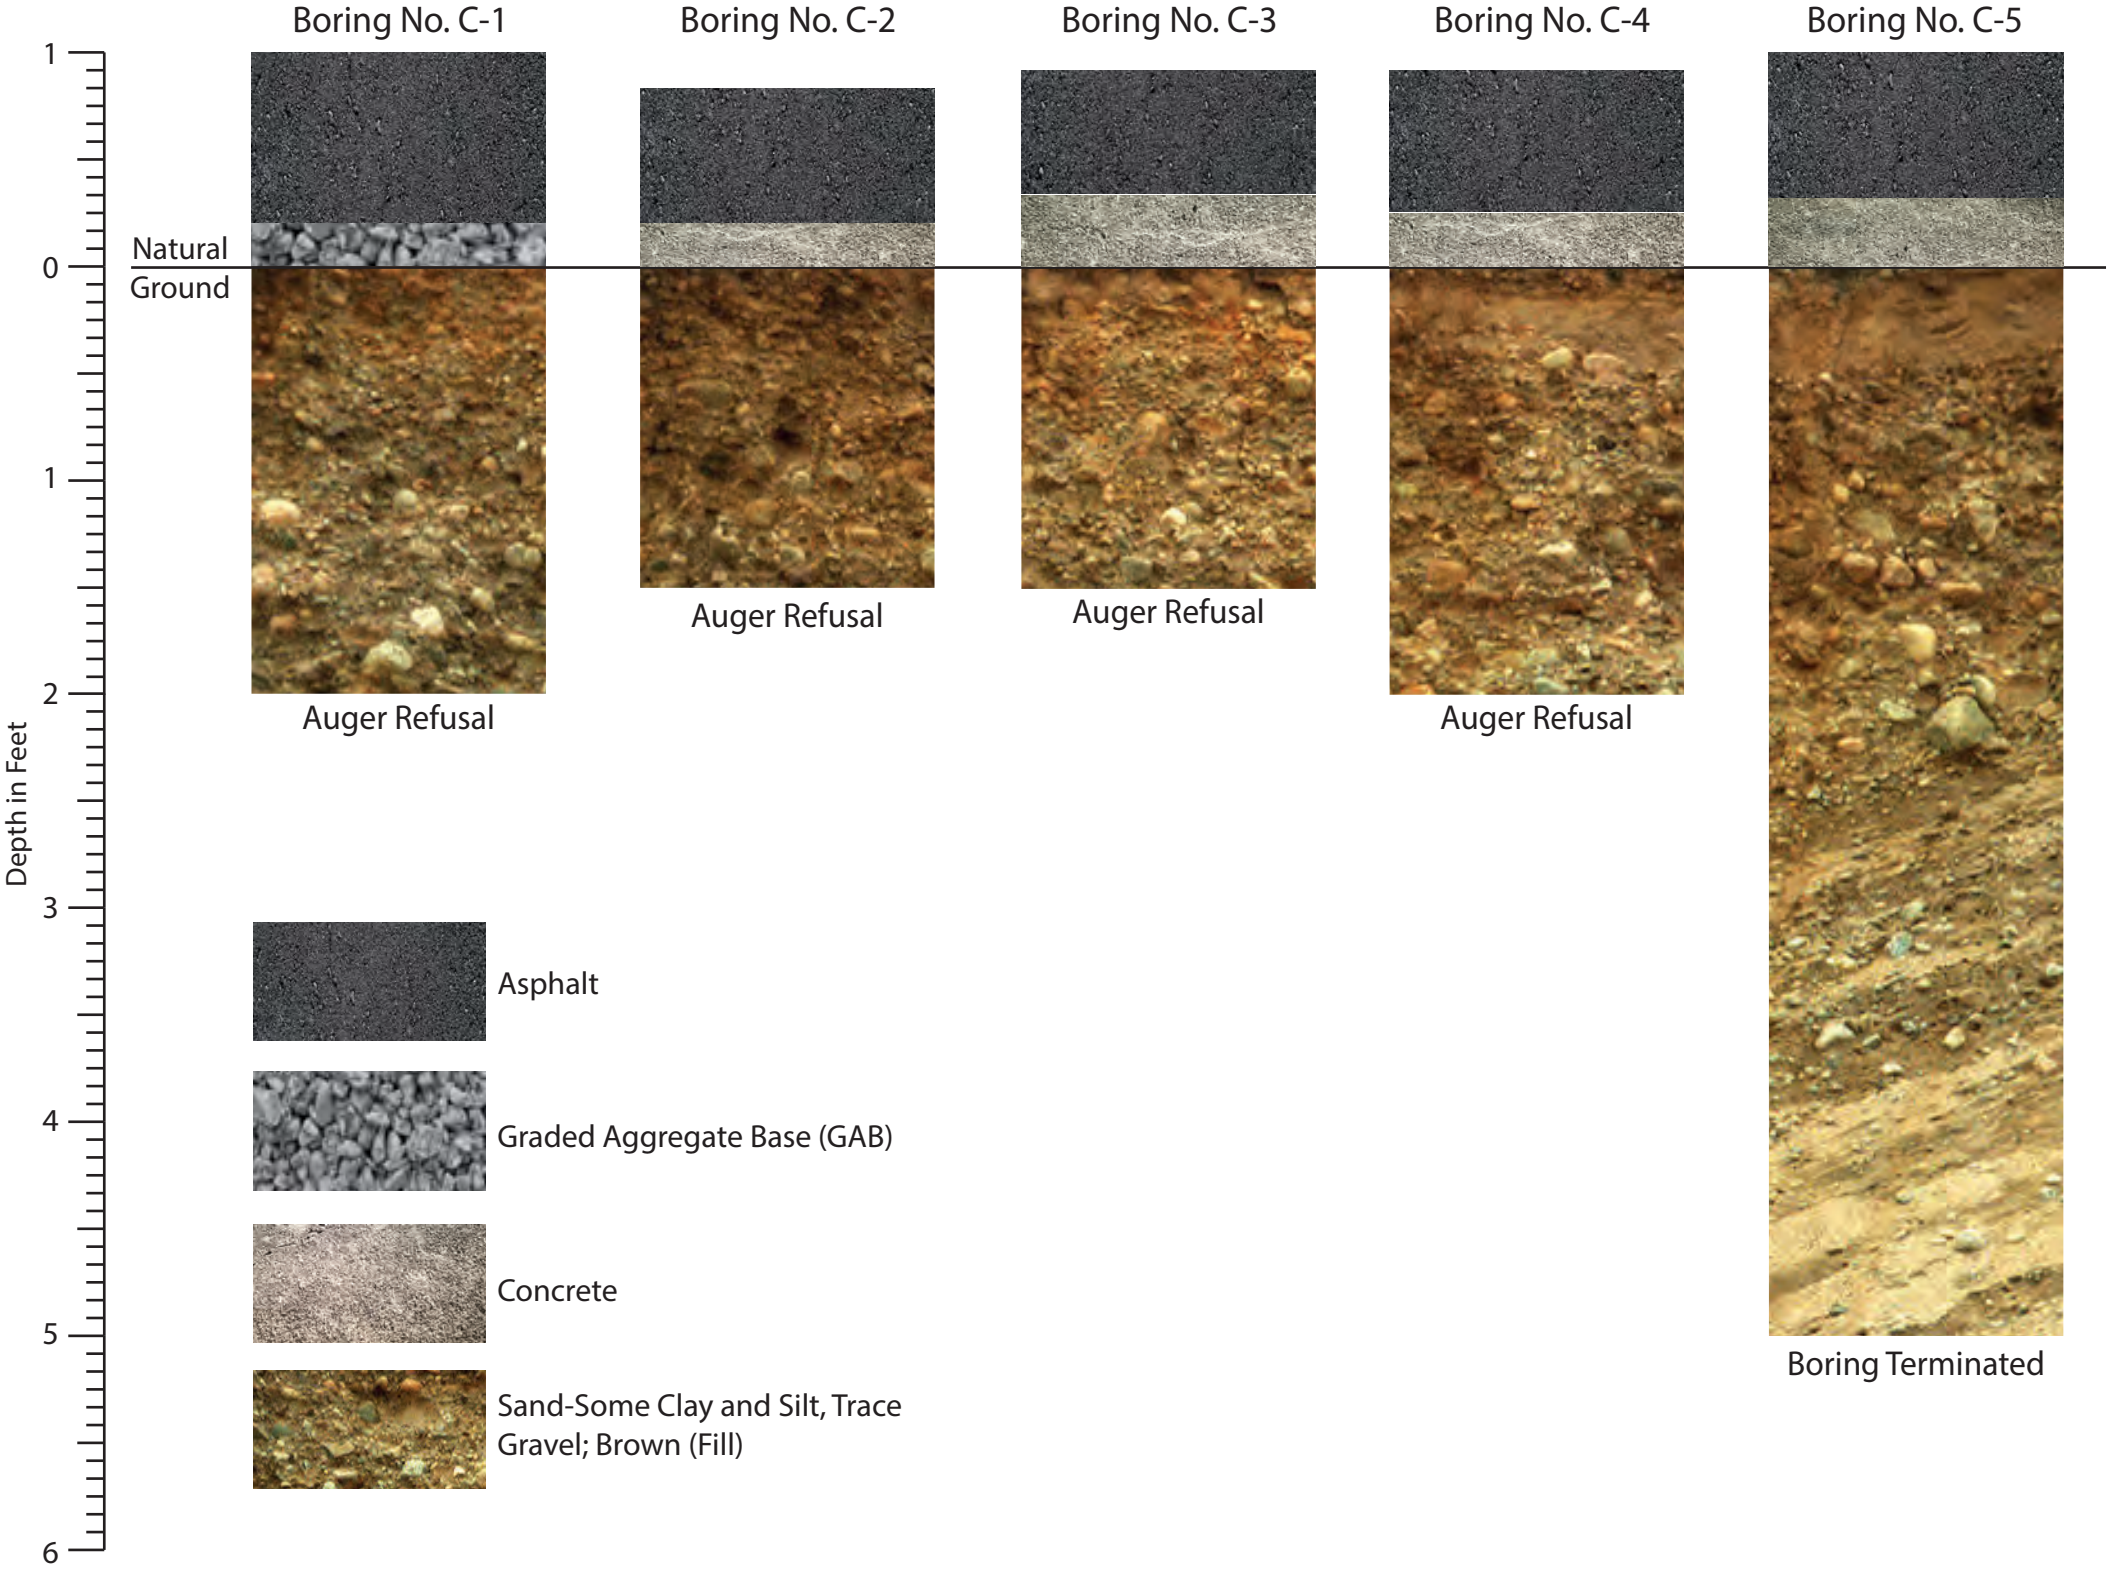 Boring No. C-1
Boring No. C-2
Boring No. C-3
Boring No. C-4
Boring No. C-5
1
Natural
0
Ground
1
2
3
4
5
6
Depth in Feet
Auger Refusal
Auger Refusal
Auger Refusal
Auger Refusal
Boring Terminated
Asphalt
Graded Aggregate Base (GAB)
Concrete
Sand-Some Clay and Silt, Trace
Gravel; Brown (Fill)